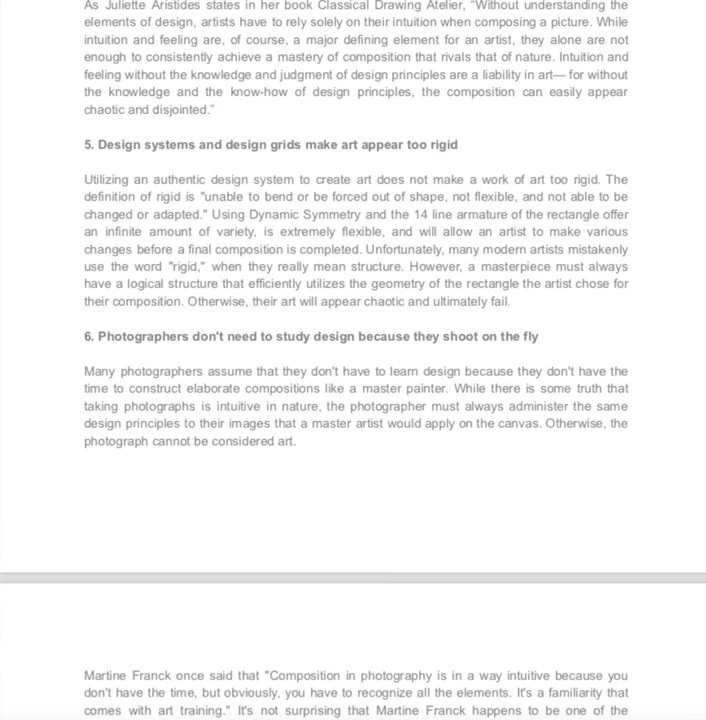 As Juliette Aristides states in her book Classical Drawing Atelier, "Without understanding the
elements of design, artists have to rely solely on their intuition when composing a picture. While
intuition and feeling are, of course, a major defining element for an artist, they alone are not
enough to consistently achieve a mastery of composition that rivals that of nature. Intuition and
feeling without the knowledge and judgment of design principles are a liability in art— for without
the knowledge and the know-how of design principles, the composition can easily appear
chaotic and disjointed."
5. Design systems and design grids make art appear too rigid
Utilizing an authentic design system to create art does not make a work of art too rigid. The
definition of rigid is "unable to bend or be forced out of shape, not flexible, and not able to be
changed or adapted." Using Dynamic Symmetry and the 14 line armature of the rectangle offer
an infinite amount of variety, is extremely flexible, and will allow an artist to make various
changes before a final composition is completed. Unfortunately, many modern artists mistakenly
use the word "rigid," when they really mean structure. However, a masterpiece must always
have a logical structure that efficiently utilizes the geometry of the rectangle the artist chose for
their composition. Otherwise, their art will appear chaotic and ultimately fail.
6. Photographers don't need to study design because they shoot on the fly
Many photographers assume that they don't have to learn design because they don't have the
time to construct elaborate compositions like a master painter. While there is some truth that
taking photographs is intuitive in nature, the photographer must always administer the same
design principles to their images that a master artist would apply on the canvas. Otherwise, the
photograph cannot be considered art.
Martine Franck once said that "Composition in photography is in a way intuitive because you
don't have the time, but obviously, you have to recognize all the elements. It's a familiarity that
comes with art training." It's not surprising that Martine Franck happens to be one of the